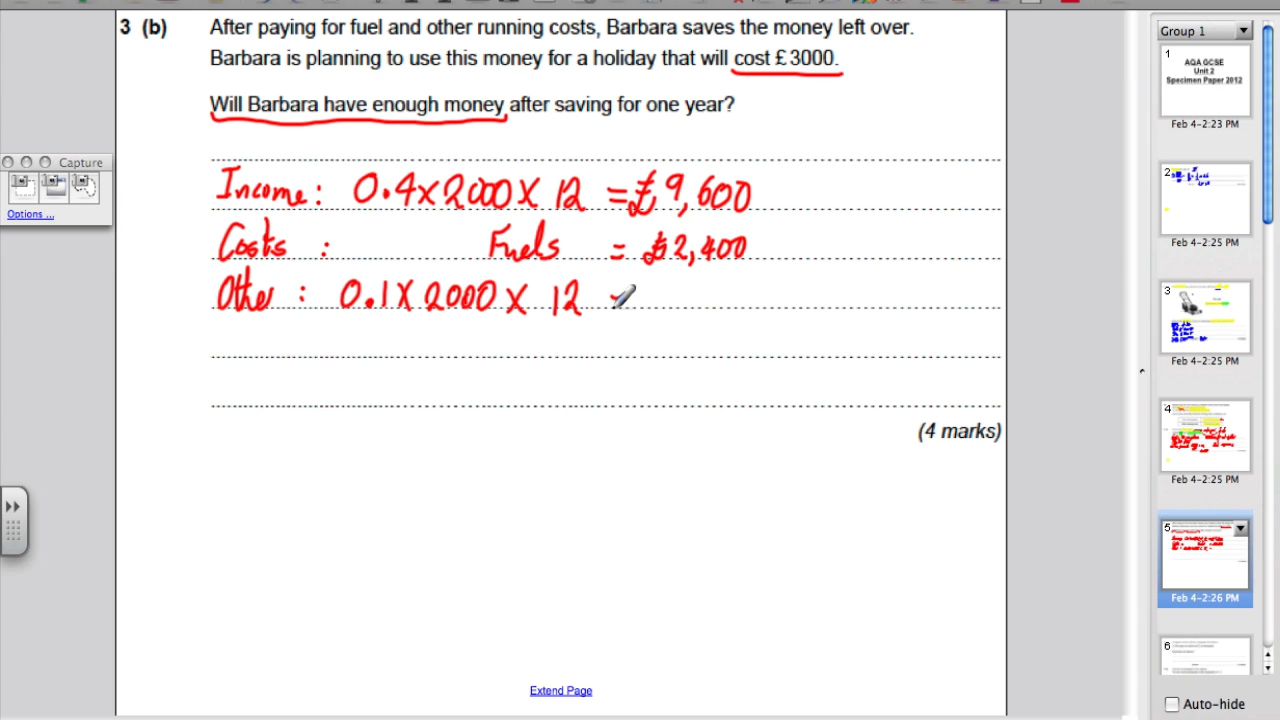 3 (b) After paying for fuel and other running costs, Barbara saves the money left over.
Barbara is planning to use this money for a holiday that will cost £3000.
Will Barbara have enough money after saving for one year?
Income: 0.4 x 2000 x 12 = £9,600
Costs : Fuels = £2,400
Other : 0.1 x 2000 x 12
(4 marks)
Extend Page
Capture
Options ...
Group 1
1
AQA GCSE
Unit 2
Specimen Paper 2012
Feb 4-2:23 PM
2
Feb 4-2:25 PM
3
Feb 4-2:25 PM
4
Feb 4-2:25 PM
5
Feb 4-2:26 PM
6
Auto-hide